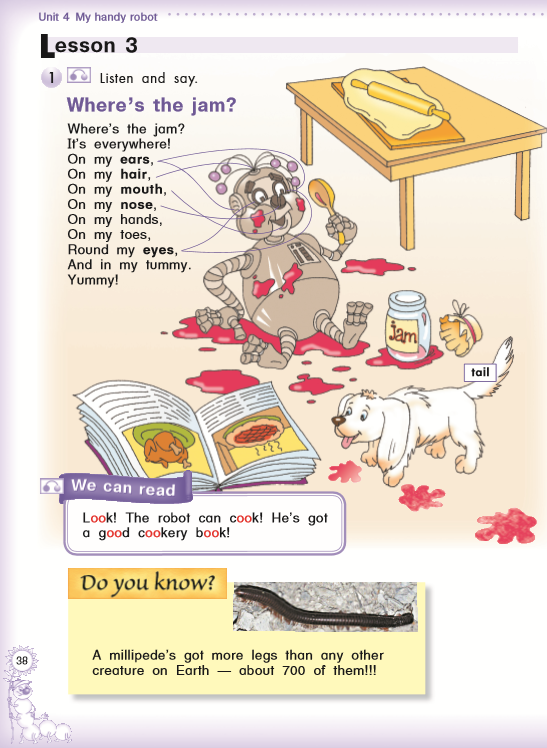 Unit 4 My handy robot
Lesson 3
1 Listen and say.
Where's the jam?
Where's the jam?
It's everywhere!
On my ears,
On my hair,
On my mouth,
On my nose,
On my hands,
On my toes,
Round my eyes,
And in my tummy.
Yummy!
jam
tail
We can read
Look! The robot can cook! He's got
a good cookery book!
Do you know?
A millipede's got more legs than any other
creature on Earth — about 700 of them!!!
38